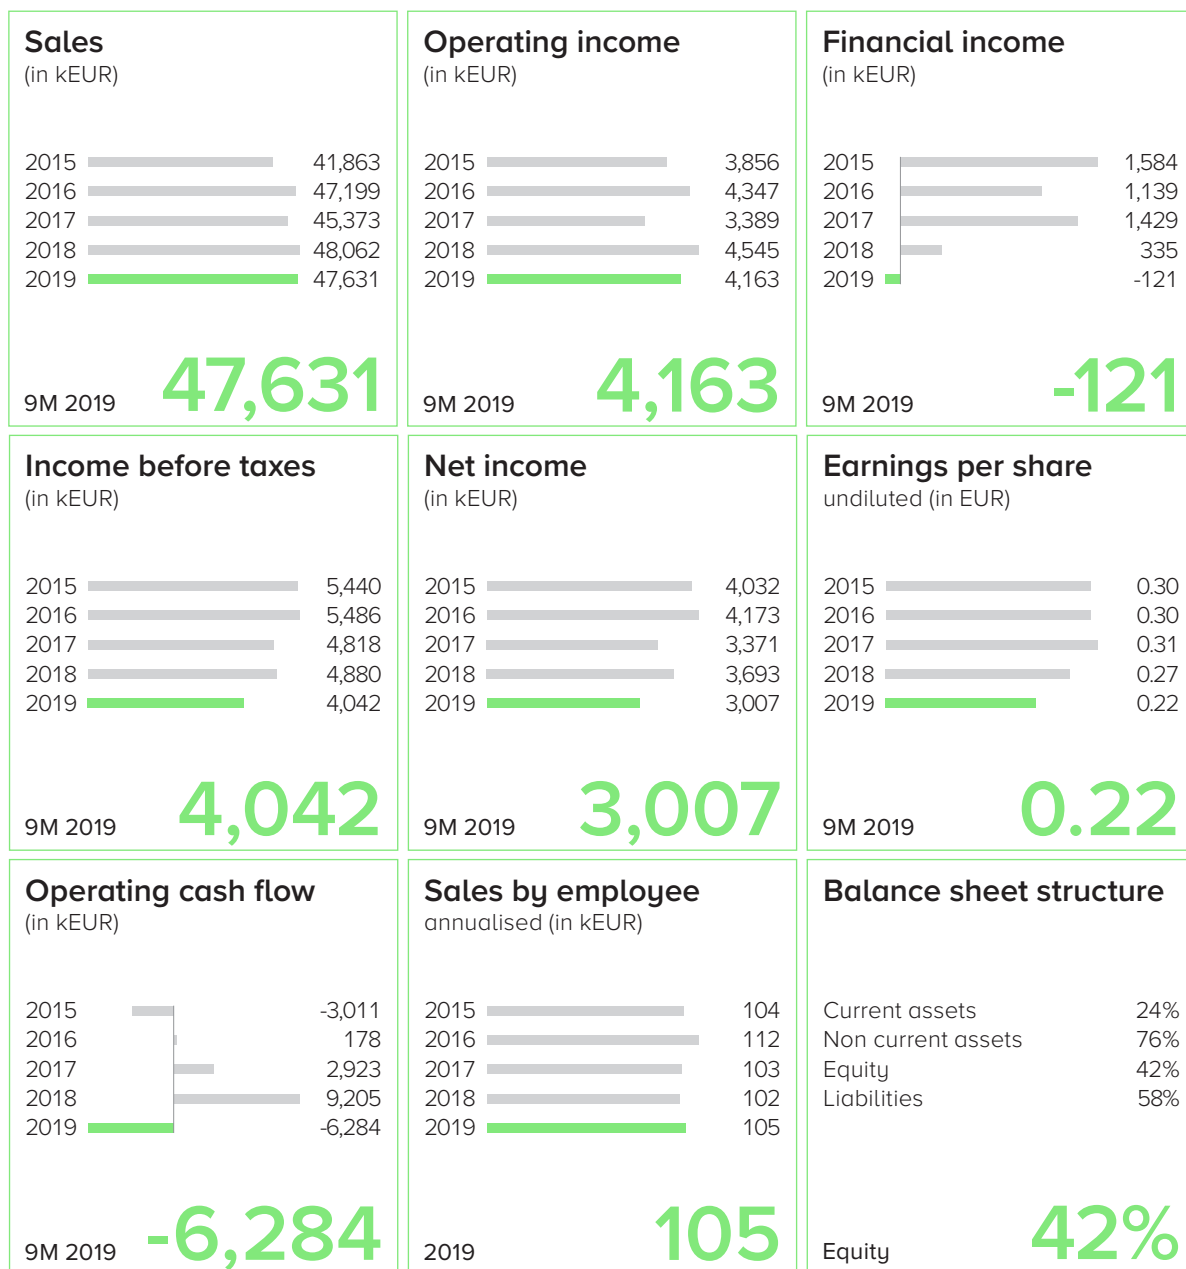 Sales
(in kEUR)
2015 41,863
2016 47,199
2017 45,373
2018 48,062
2019 47,631
9M 2019 47,631
Operating income
(in kEUR)
2015 3,856
2016 4,347
2017 3,389
2018 4,545
2019 4,163
9M 2019 4,163
Financial income
(in kEUR)
2015 1,584
2016 1,139
2017 1,429
2018 335
2019 -121
9M 2019 -121
Income before taxes
(in kEUR)
2015 5,440
2016 5,486
2017 4,818
2018 4,880
2019 4,042
9M 2019 4,042
Net income
(in kEUR)
2015 4,032
2016 4,173
2017 3,371
2018 3,693
2019 3,007
9M 2019 3,007
Earnings per share
undiluted (in EUR)
2015 0.30
2016 0.30
2017 0.31
2018 0.27
2019 0.22
9M 2019 0.22
Operating cash flow
(in kEUR)
2015 -3,011
2016 178
2017 2,923
2018 9,205
2019 -6,284
9M 2019 -6,284
Sales by employee
annualised (in kEUR)
2015 104
2016 112
2017 103
2018 102
2019 105
2019 105
Balance sheet structure
Current assets 24%
Non current assets 76%
Equity 42%
Liabilities 58%
Equity 42%